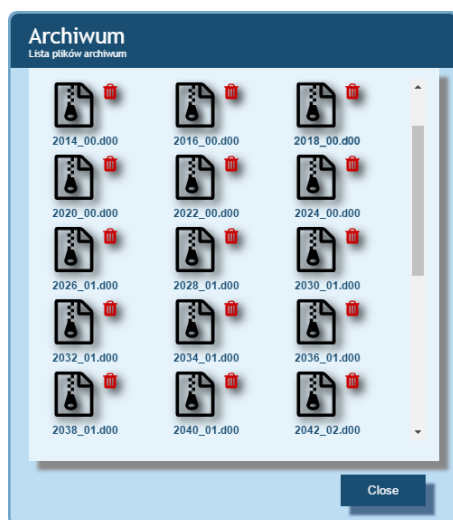 Archiwum
Lista plików archiwum
2014_00.d00 2016_00.d00 2018_00.d00
2020_00.d00 2022_00.d00 2024_00.d00
2026_01.d00 2028_01.d00 2030_01.d00
2032_01.d00 2034_01.d00 2036_01.d00
2038_01.d00 2040_01.d00 2042_02.d00
Close